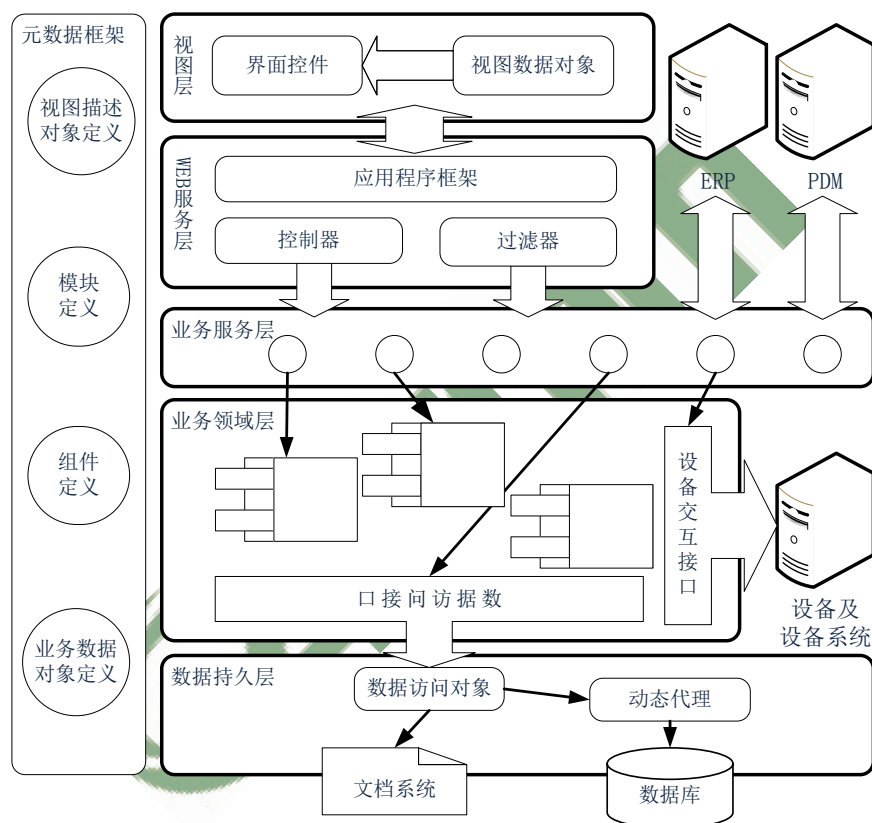 元数据框架
视图描述
对象定义
模块
定义
组件
定义
业务数据
对象定义
视图层
界面控件
视图数据对象
WEB服务层
应用程序框架
控制器
过滤器
ERP
PDM
业务服务层
业务领域层
设备交互接口
口接问访据数
设备及
设备系统
数据持久层
数据访问对象
动态代理
文档系统
数据库